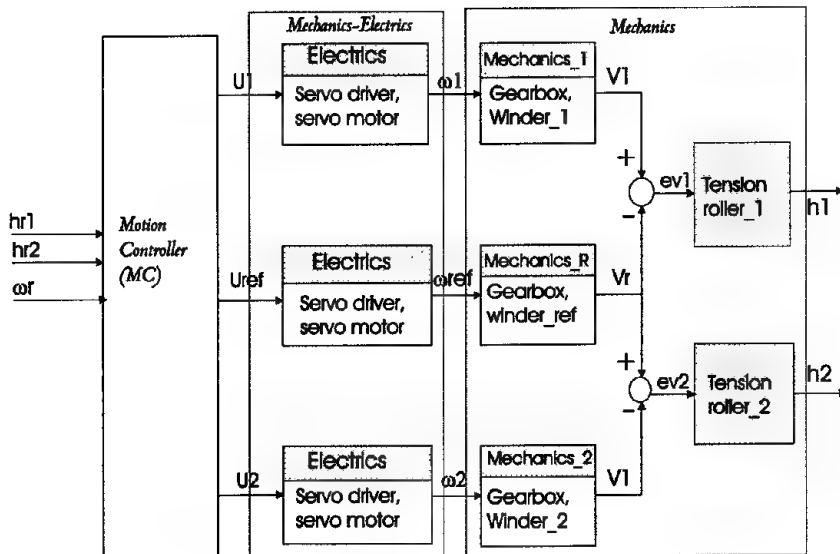 Mechanics-Electrics
Mechanics
Electrics
Servo driver,
servo motor
U1
ω1
Mechanics_1
Gearbox,
Winder_1
V1
+
-
ev1
Tension
roller_1
h1
hr1
hr2
ωr
Motion
Controller
(MC)
Uref
Electrics
Servo driver,
servo motor
ωref
Mechanics_R
Gearbox,
winder_ref
Vr
+
-
ev2
Tension
roller_2
h2
U2
Electrics
Servo driver,
servo motor
ω2
Mechanics_2
Gearbox,
Winder_2
V1